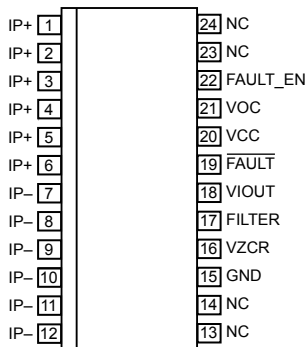 IP+ 1 24 NC
IP+ 2 23 NC
IP+ 3 22 FAULT_EN
IP+ 4 21 VOC
IP+ 5 20 VCC
IP+ 6 19 FAULT
IP– 7 18 VIOUT
IP– 8 17 FILTER
IP– 9 16 VZCR
IP– 10 15 GND
IP– 11 14 NC
IP– 12 13 NC